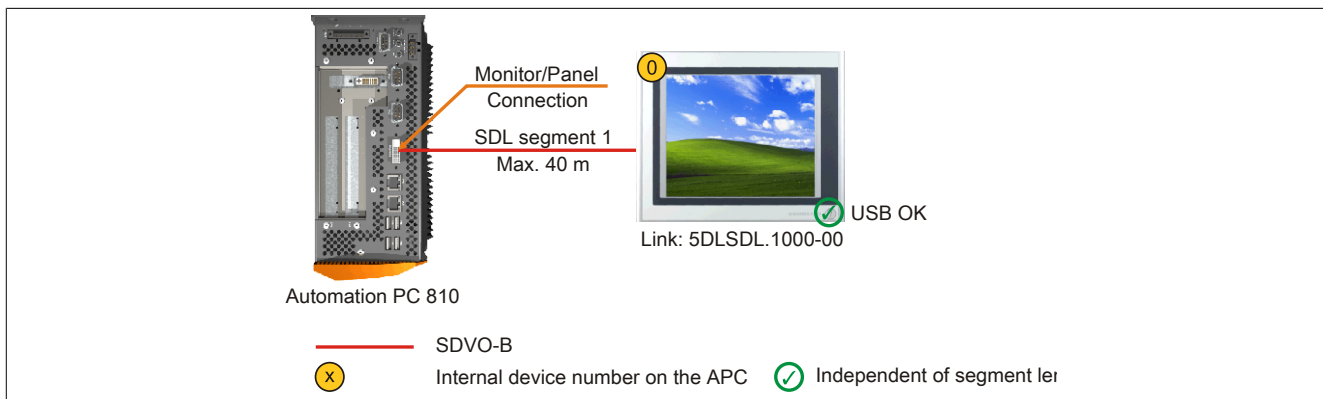 Monitor/Panel
Connection
SDL segment 1
Max. 40 m
0
USB OK
Link: 5DLSDL.1000-00
Automation PC 810
SDVO-B
x Internal device number on the APC
Independent of segment